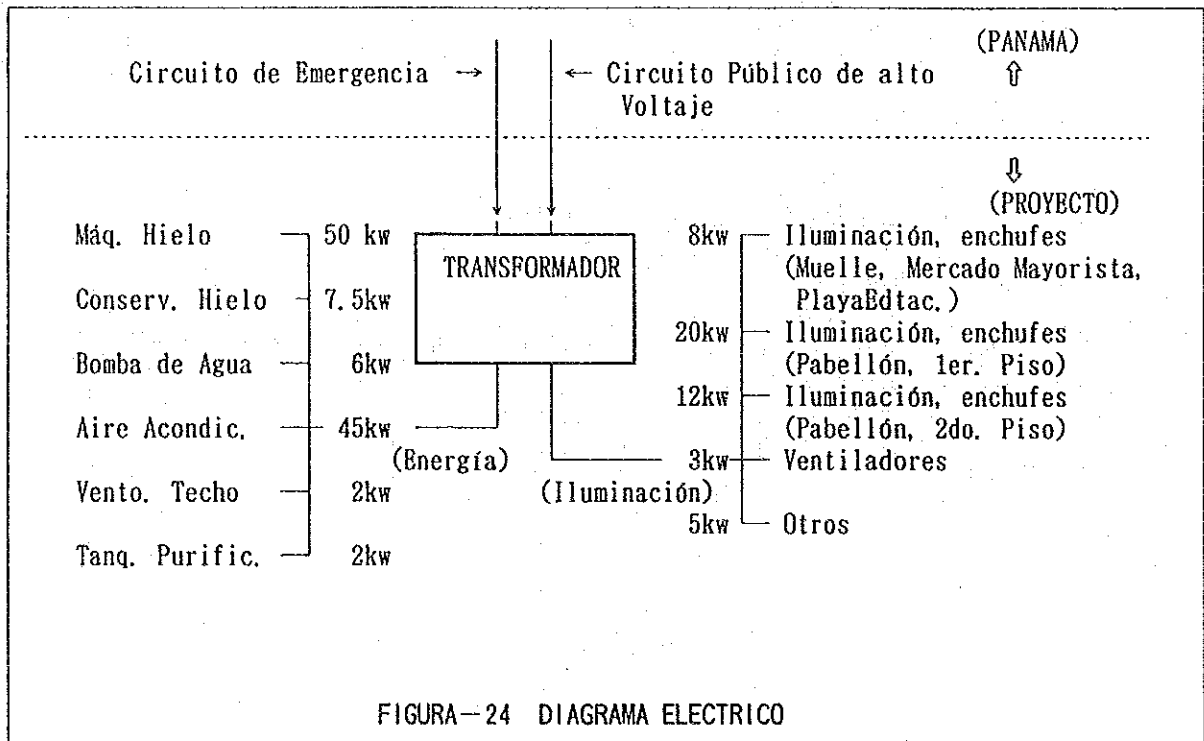 (PANAMA)
Circuito de Emergencia → ← Circuito Público de alto ⇧
Voltaje
⇩
(PROYECTO)
Máq. Hielo 50 kw
Conserv. Hielo 7.5kw
Bomba de Agua 6kw
Aire Acondic. 45kw
(Energía)
Vento. Techo 2kw
Tanq. Purific. 2kw
TRANSFORMADOR
(Iluminación)
8kw Iluminación, enchufes
(Muelle, Mercado Mayorista,
PlayaEdtac.)
20kw Iluminación, enchufes
(Pabellón, 1er. Piso)
12kw Iluminación, enchufes
(Pabellón, 2do. Piso)
3kw Ventiladores
5kw Otros
FIGURA-24 DIAGRAMA ELECTRICO